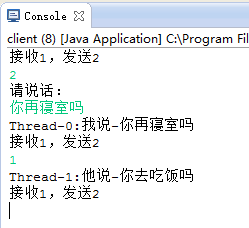 Console
client (8) [Java Application] C:\Program Fil
接收1，发送2
2
请说话：
你再寝室吗
Thread-0:我说-你再寝室吗
接收1，发送2
1
Thread-1:他说-你去吃饭吗
接收1，发送2